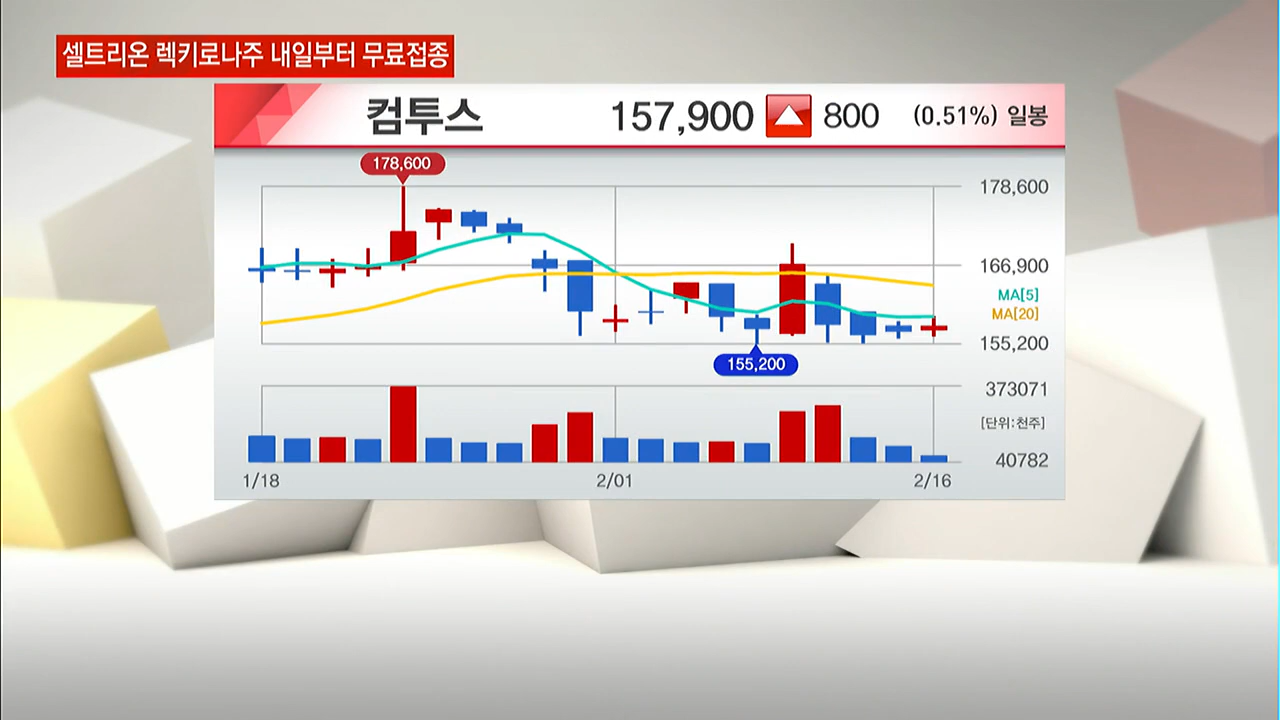 셀트리온 렉키로나주 내일부터 무료접종
컴투스 157,900 800 (0.51%) 일봉
178,600
178,600
166,900
MA[5]
MA[20]
155,200
155,200
373071
[단위:천주]
40782
1/18 2/01 2/16